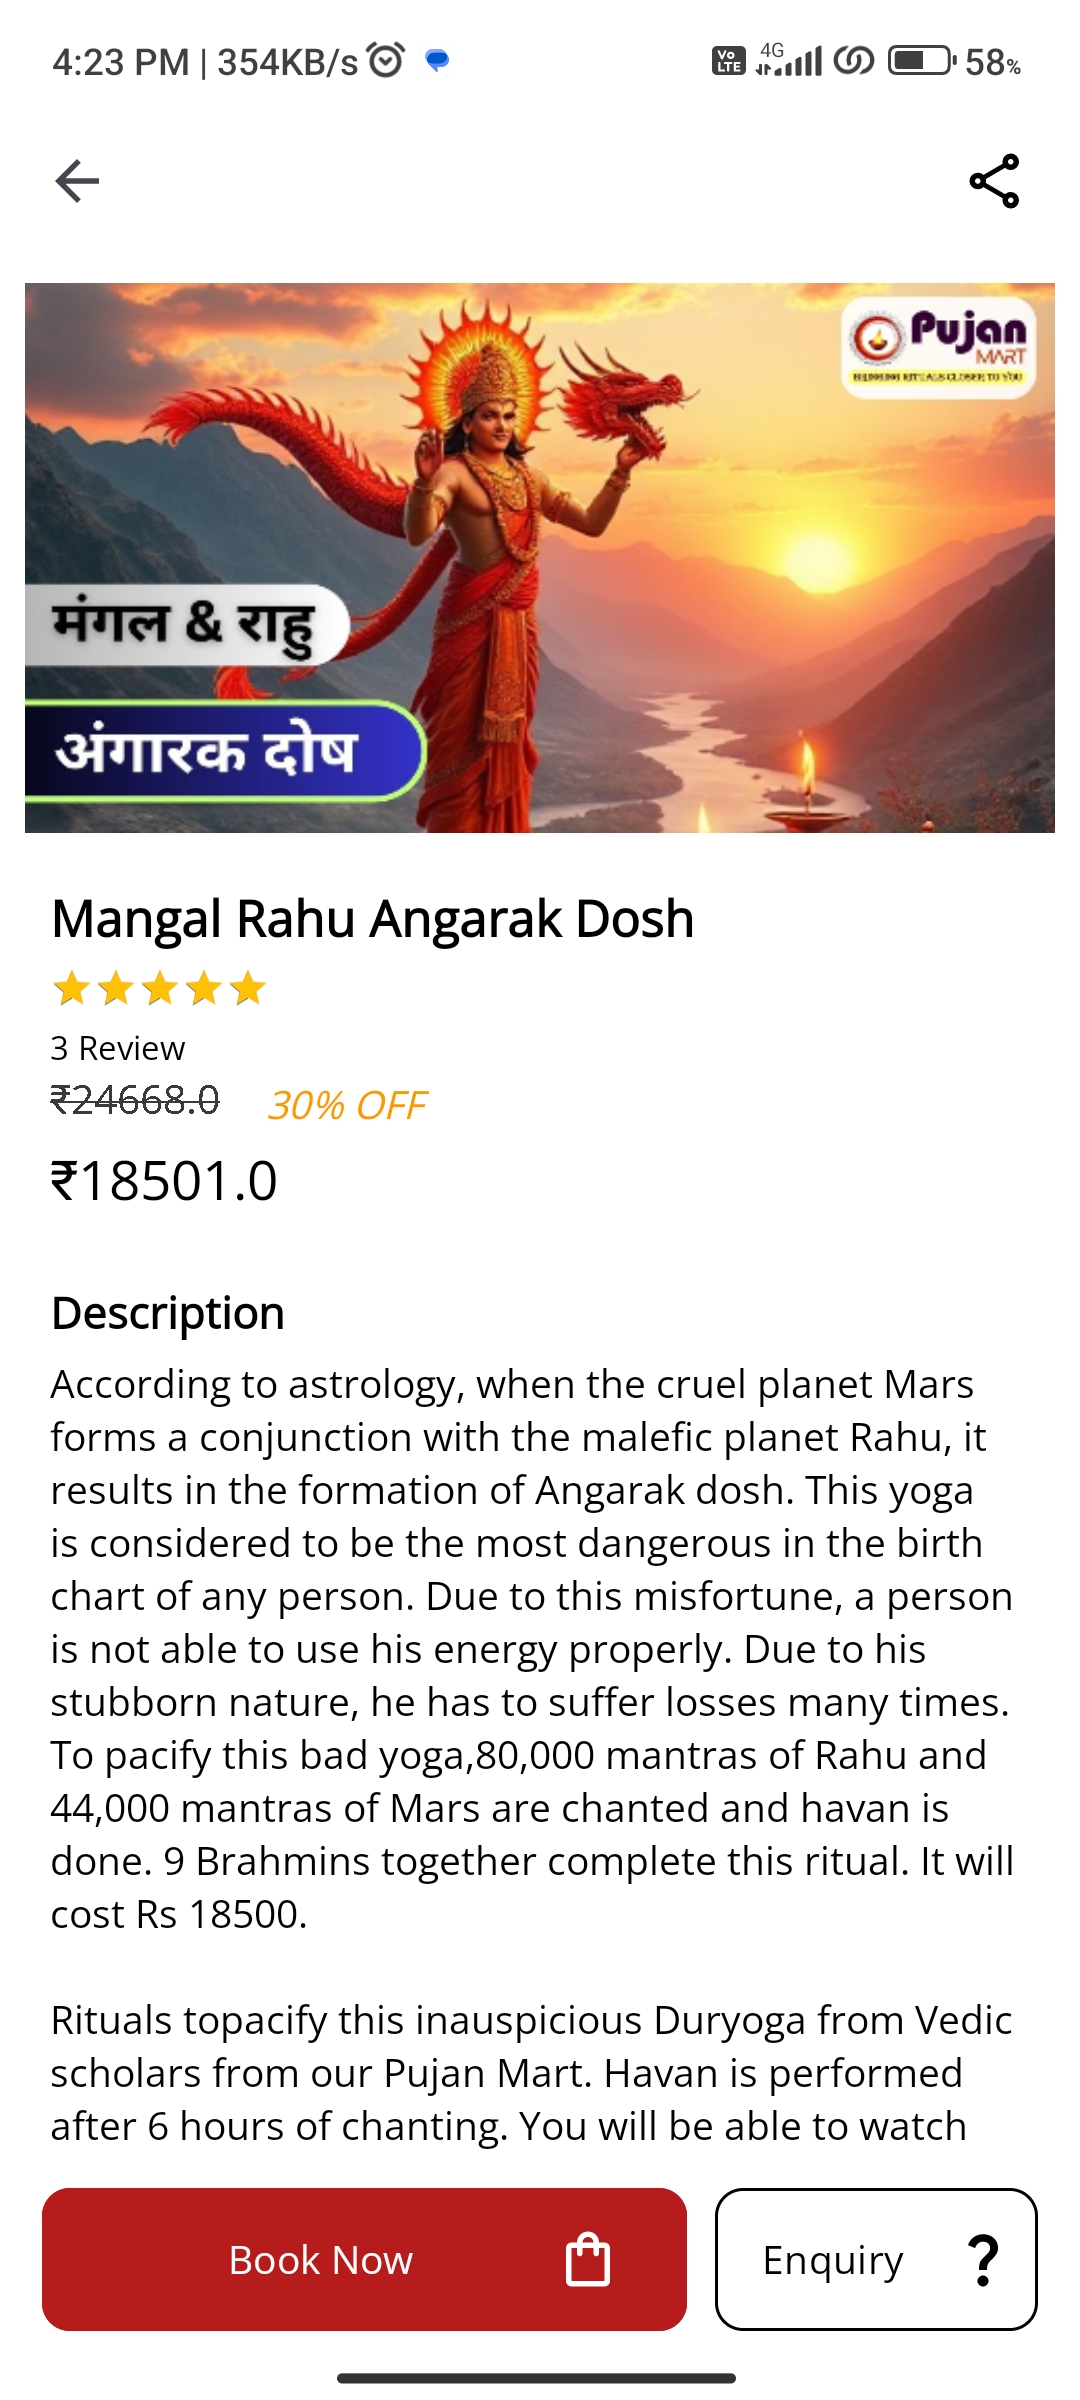 4:23 PM | 354KB/s
Vo LTE 4G 58%
Pujan
MART
BRINGING RITUALS CLOSER TO YOU
मंगल & राहु
अंगारक दोष
Mangal Rahu Angarak Dosh
3 Review
₹24668.0 30% OFF
₹18501.0
Description
According to astrology, when the cruel planet Mars
forms a conjunction with the malefic planet Rahu, it
results in the formation of Angarak dosh. This yoga
is considered to be the most dangerous in the birth
chart of any person. Due to this misfortune, a person
is not able to use his energy properly. Due to his
stubborn nature, he has to suffer losses many times.
To pacify this bad yoga,80,000 mantras of Rahu and
44,000 mantras of Mars are chanted and havan is
done. 9 Brahmins together complete this ritual. It will
cost Rs 18500.
Rituals topacify this inauspicious Duryoga from Vedic
scholars from our Pujan Mart. Havan is performed
after 6 hours of chanting. You will be able to watch
Book Now
Enquiry ?